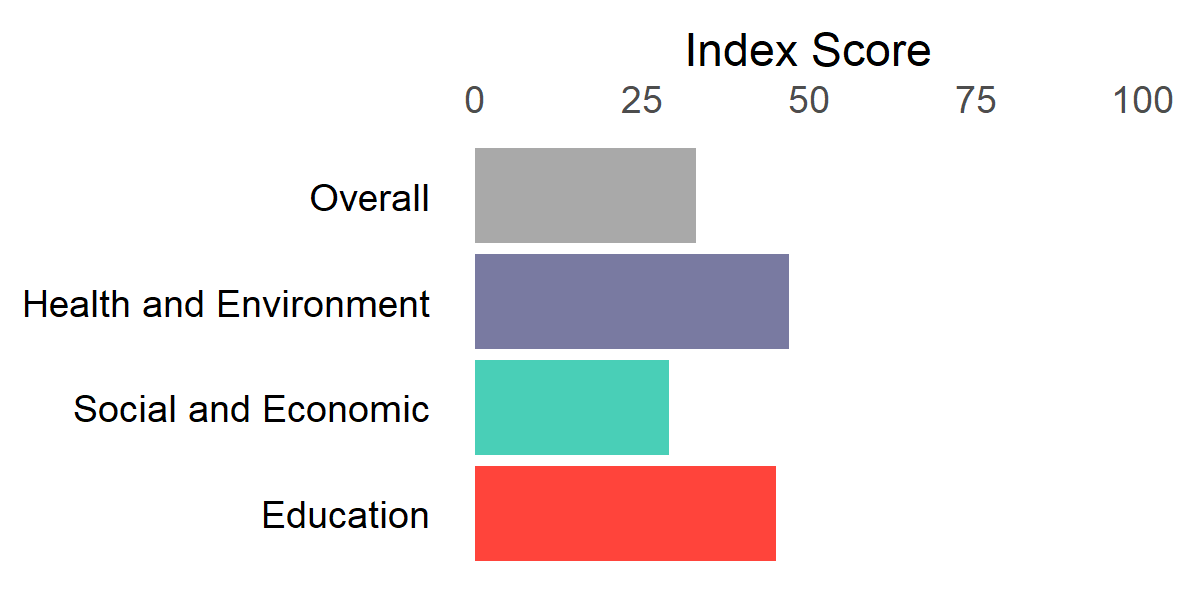 Index Score
0 25 50 75 100
Overall
Health and Environment
Social and Economic
Education